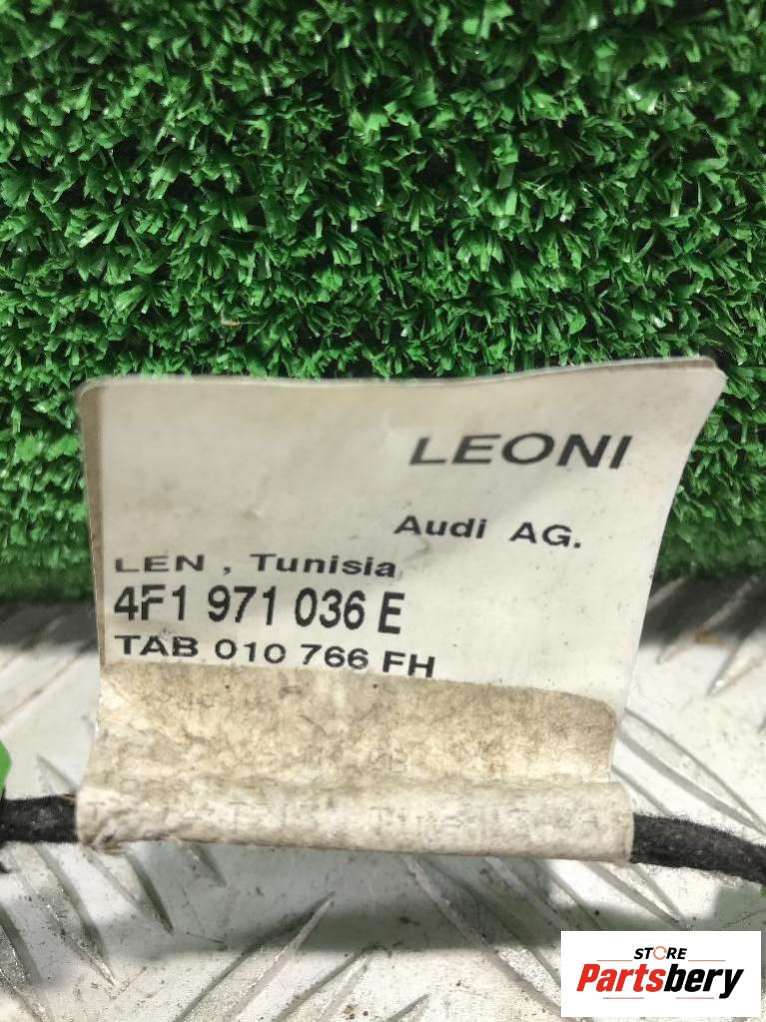 LEONI
Audi AG.
LEN , Tunisia
4F1 971 036 E
TAB 010 766 FH
STORE
Partsbery